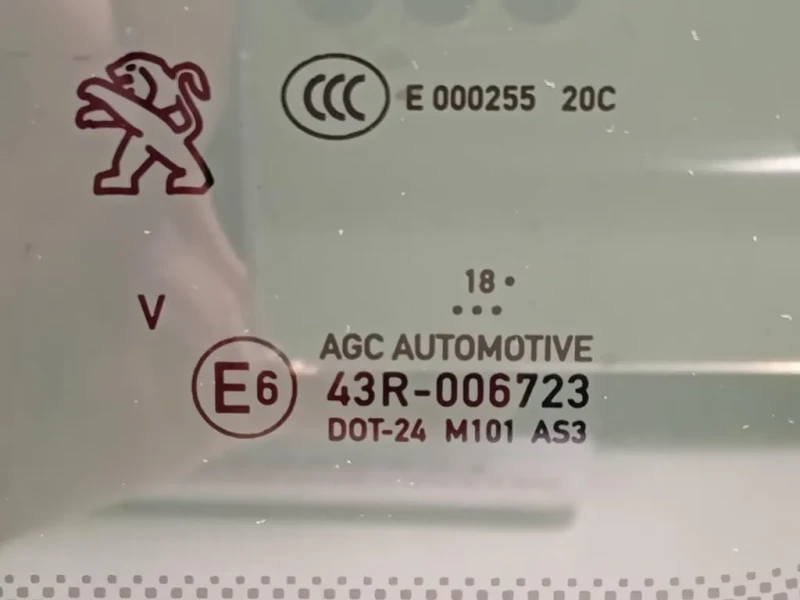 CCC E 000255 20C
18 •
• • •
V
AGC AUTOMOTIVE
E6 43R-006723
DOT-24 M101 AS3